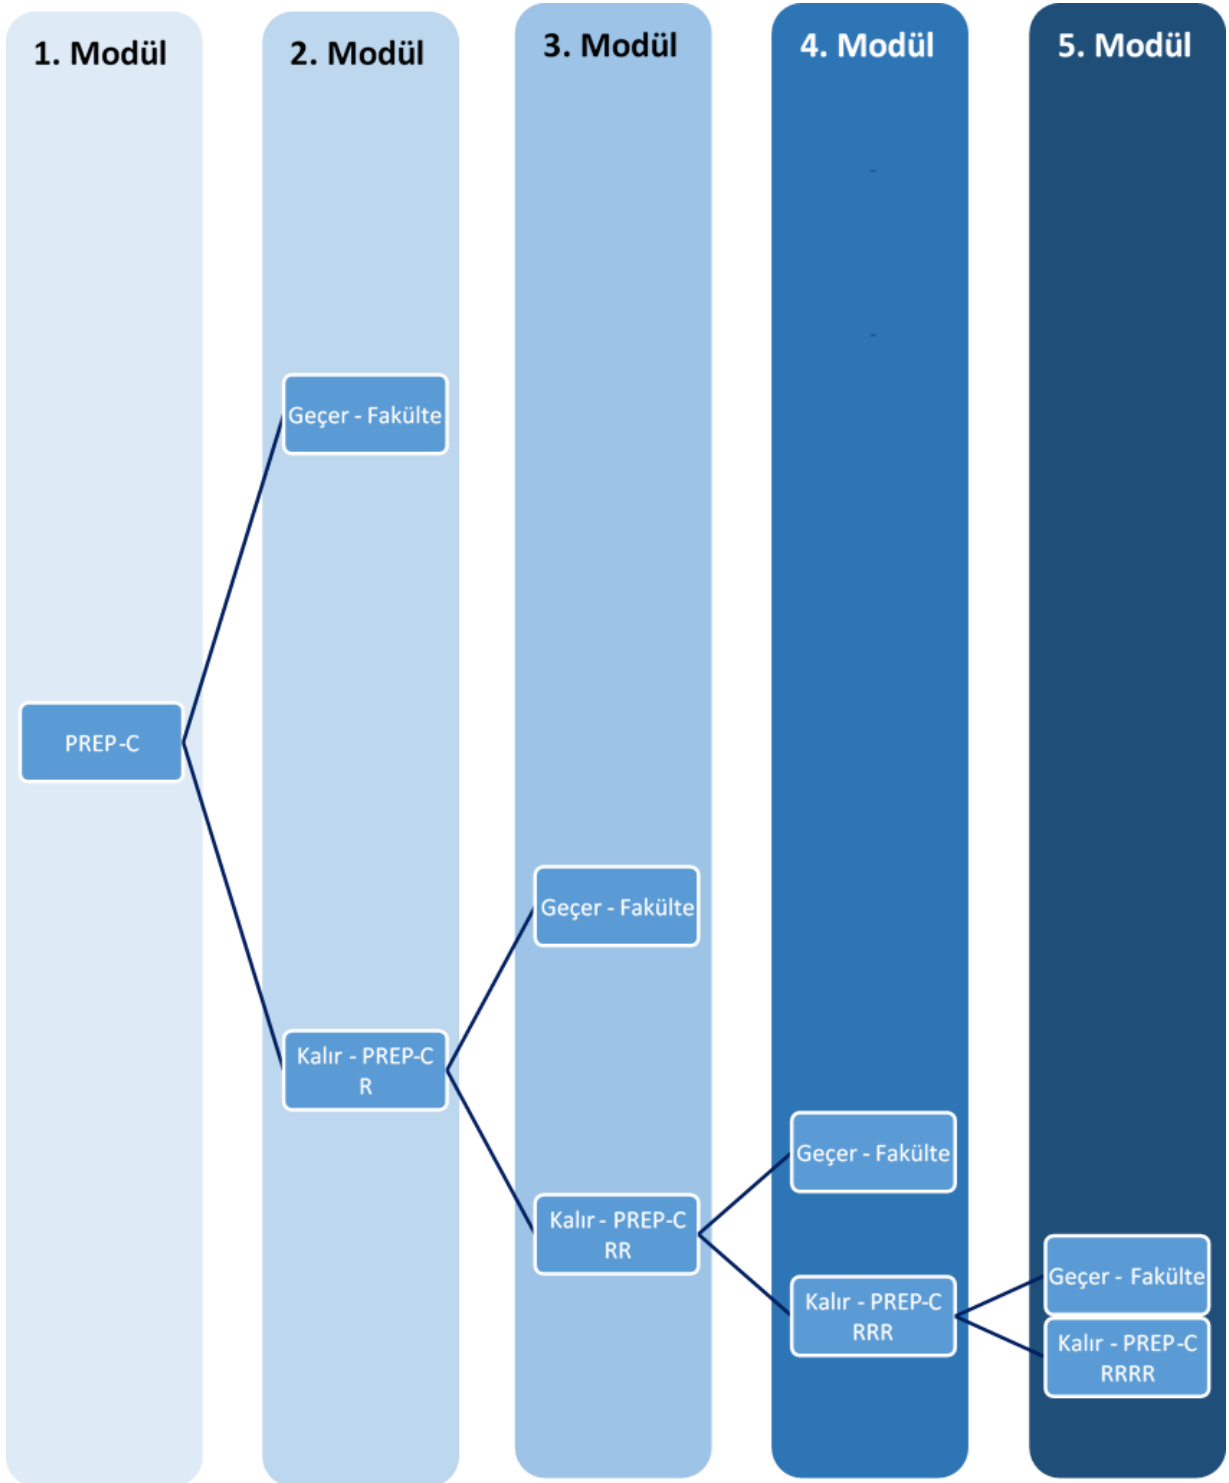 1. Modül
2. Modül
3. Modül
4. Modül
5. Modül
-
-
Geçer - Fakülte
PREP-C
Geçer - Fakülte
Kalır - PREP-C
R
Geçer - Fakülte
Kalır - PREP-C
RR
Geçer - Fakülte
Kalır - PREP-C
RRR
Kalır - PREP-C
RRRR